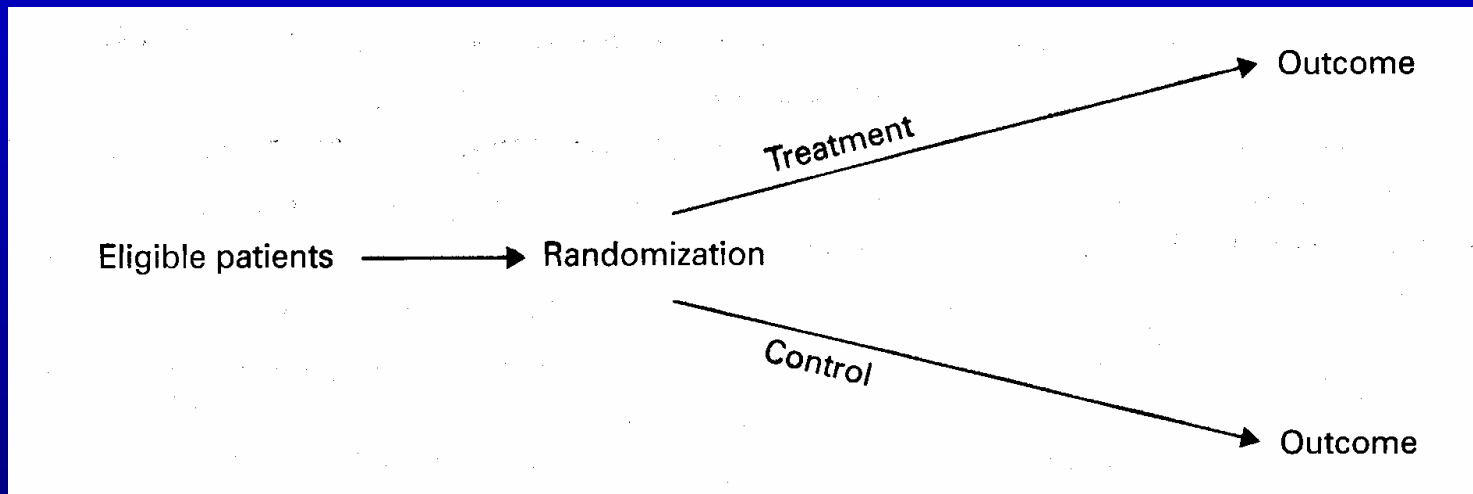 Outcome
Treatment
Eligible patients
Randomization
Control
Outcome